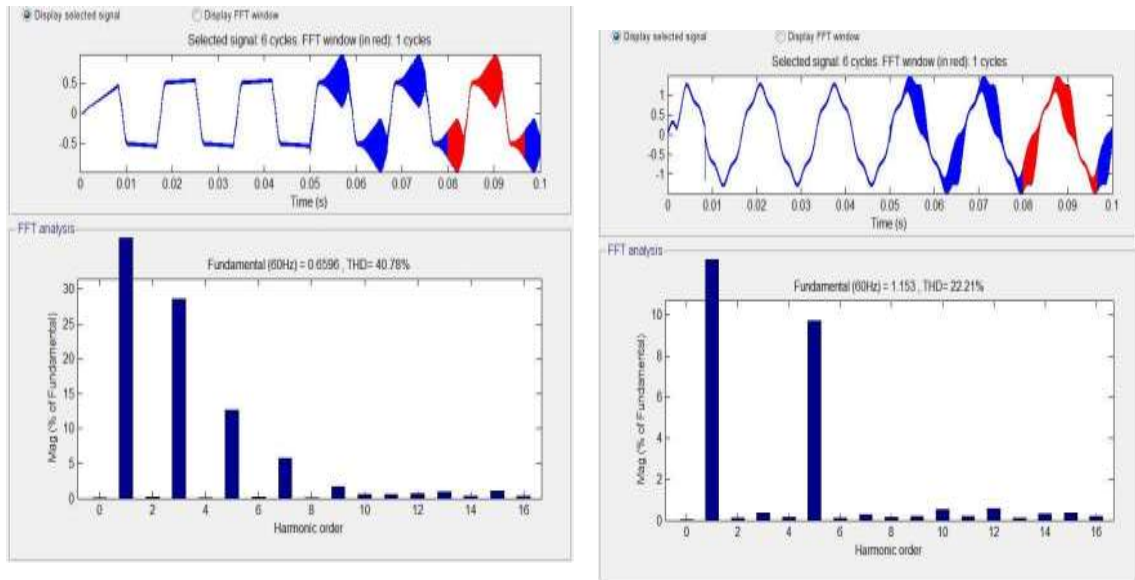 Display selected signal Display FFT window
Selected signal: 6 cycles. FFT window (in red): 1 cycles
0.5
0
-0.5
0 0.01 0.02 0.03 0.04 0.05 0.06 0.07 0.08 0.09 0.1
Time (s)
FFT analysis
Fundamental (60Hz) = 0.6596 , THD= 40.78%
Mag (% of Fundamental)
30
25
20
15
10
5
0
0 2 4 6 8 10 12 14 16
Harmonic order
Display selected signal Display FFT window
Selected signal: 6 cycles. FFT window (in red): 1 cycles
1
0.5
0
-0.5
-1
0 0.01 0.02 0.03 0.04 0.05 0.06 0.07 0.08 0.09 0.1
Time (s)
FFT analysis
Fundamental (60Hz) = 1.153 , THD= 22.21%
Mag (% of Fundamental)
10
8
6
4
2
0
0 2 4 6 8 10 12 14 16
Harmonic order